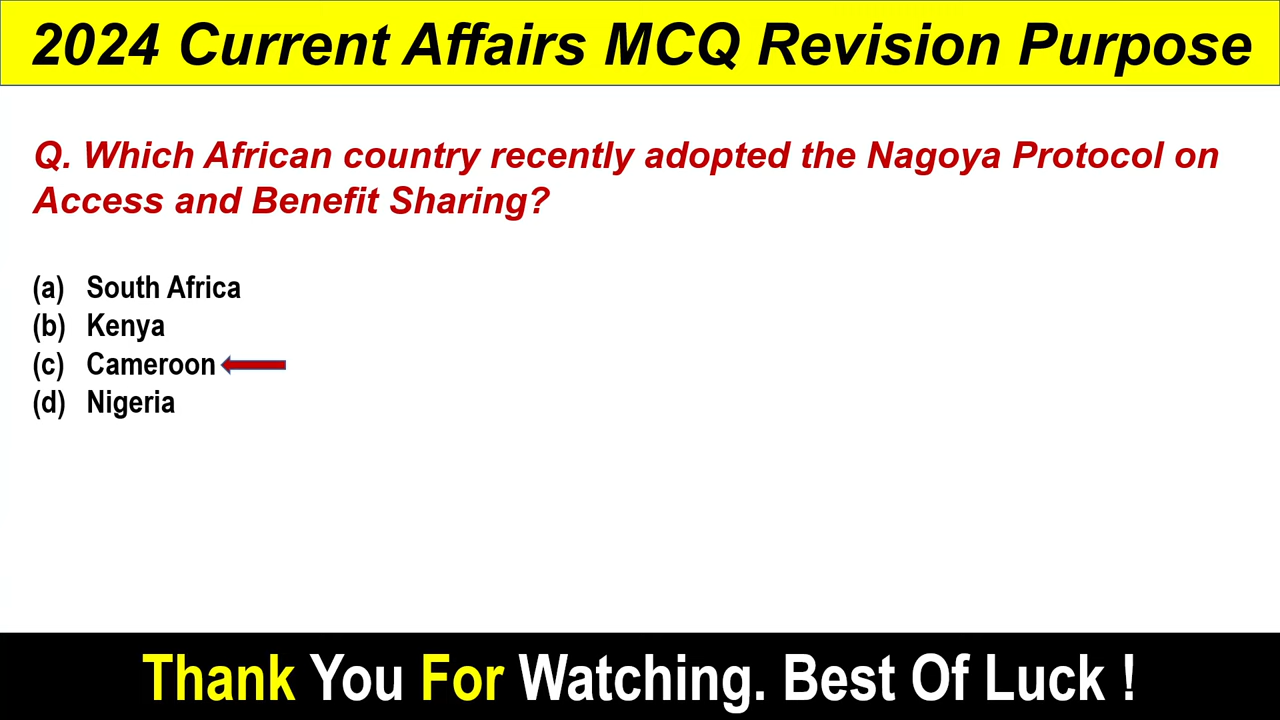 2024 Current Affairs MCQ Revision Purpose
Q. Which African country recently adopted the Nagoya Protocol on
Access and Benefit Sharing?
(a) South Africa
(b) Kenya
(c) Cameroon
(d) Nigeria
Thank You For Watching. Best Of Luck !